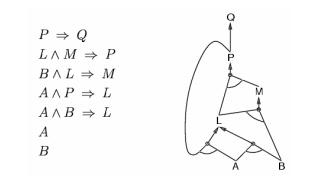 P ⇒ Q
L ∧ M ⇒ P
B ∧ L ⇒ M
A ∧ P ⇒ L
A ∧ B ⇒ L
A
B
Q
P
M
L
A B